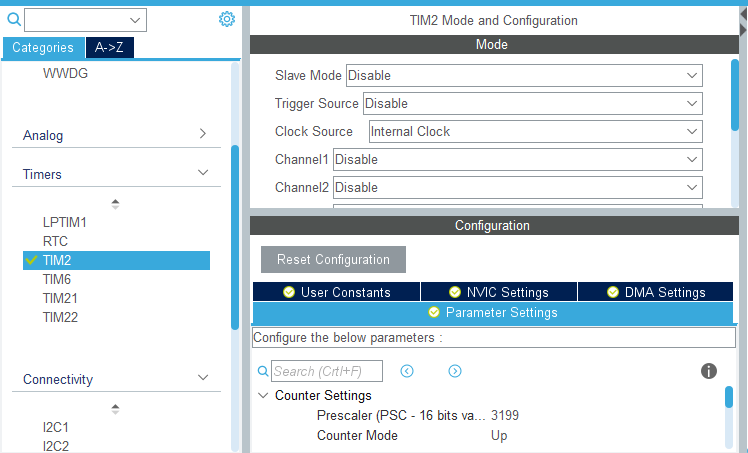 Categories A->Z
WWDG
Analog
Timers
LPTIM1
RTC
TIM2
TIM6
TIM21
TIM22
Connectivity
I2C1
I2C2
TIM2 Mode and Configuration
Mode
Slave Mode Disable
Trigger Source Disable
Clock Source Internal Clock
Channel1 Disable
Channel2 Disable
Configuration
Reset Configuration
User Constants NVIC Settings DMA Settings
Parameter Settings
Configure the below parameters :
Search (Crtl+F)
Counter Settings
Prescaler (PSC - 16 bits va... 3199
Counter Mode Up